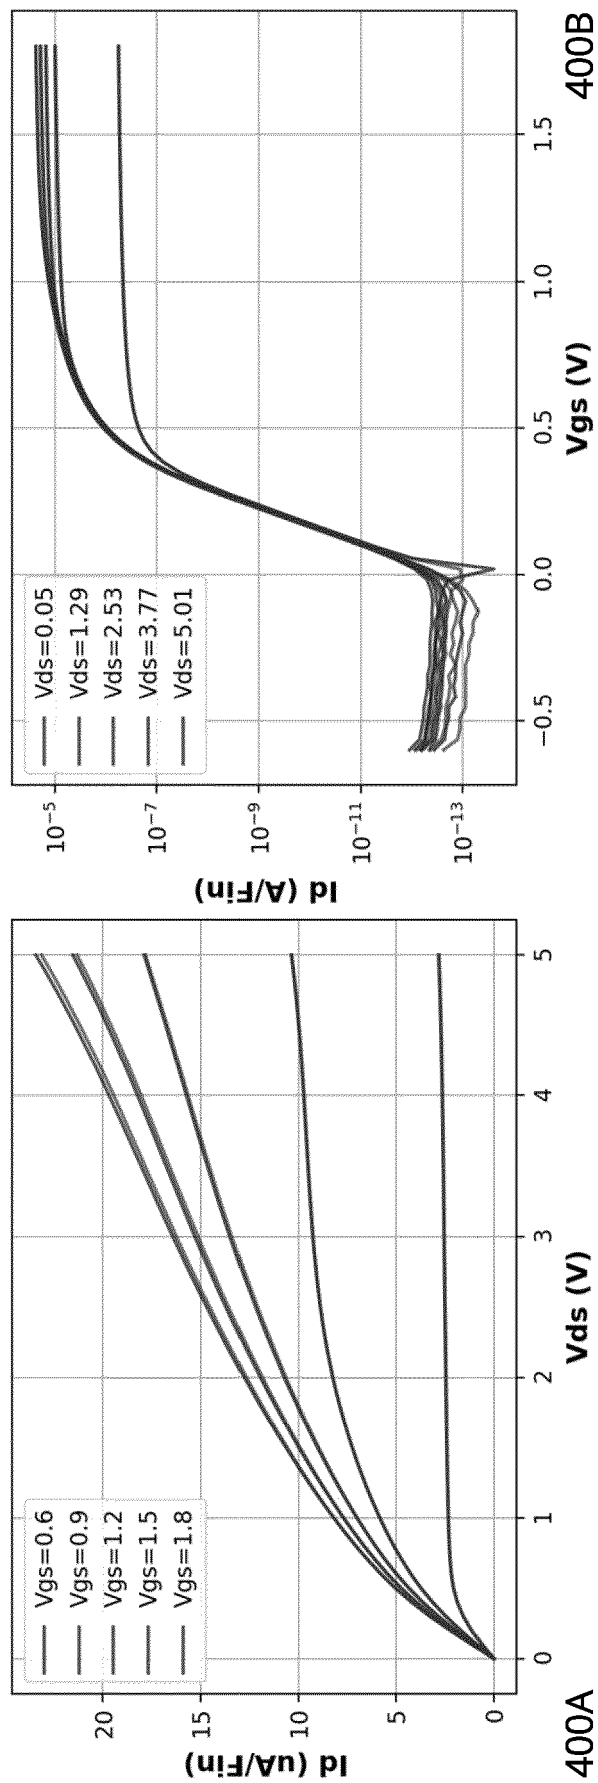 Id (uA/Fin)
20
15
10
5
0
Vgs=0.6
Vgs=0.9
Vgs=1.2
Vgs=1.5
Vgs=1.8
0
1
2
3
4
5
Vds (V)
400A
Id (A/Fin)
10⁻⁵
10⁻⁷
10⁻⁹
10⁻¹¹
10⁻¹³
Vds=0.05
Vds=1.29
Vds=2.53
Vds=3.77
Vds=5.01
−0.5
0.0
0.5
1.0
1.5
Vgs (V)
400B